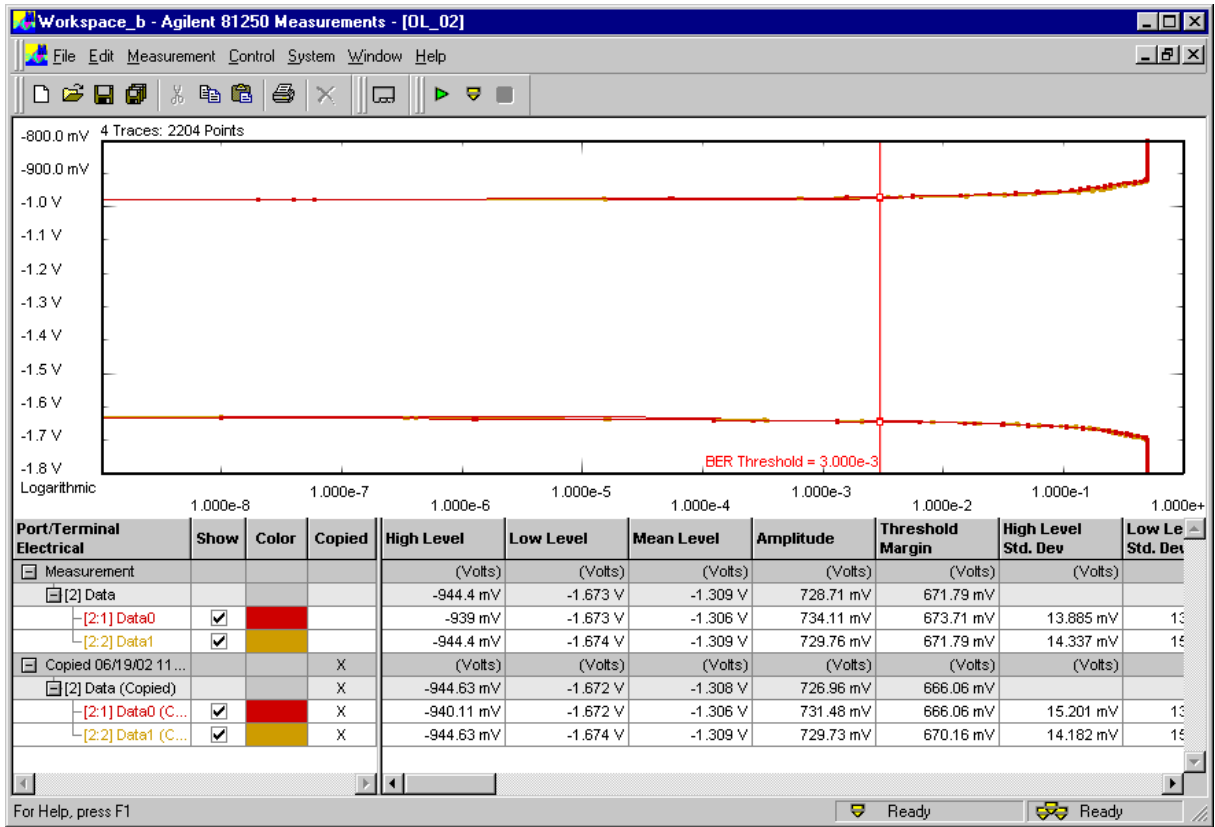 Workspace_b - Agilent 81250 Measurements - [OL_02]
File Edit Measurement Control System Window Help
4 Traces: 2204 Points
-800.0 mV
-900.0 mV
-1.0 V
-1.1 V
-1.2 V
-1.3 V
-1.4 V
-1.5 V
-1.6 V
-1.7 V
-1.8 V
BER Threshold = 3.000e-3
Logarithmic
1.000e-8 1.000e-7 1.000e-6 1.000e-5 1.000e-4 1.000e-3 1.000e-2 1.000e-1 1.000e+
Port/Terminal Electrical Show Color Copied High Level Low Level Mean Level Amplitude Threshold Margin High Level Std. Dev Low Le Std. Dev
Measurement (Volts) (Volts) (Volts) (Volts) (Volts) (Volts)
[2] Data -944.4 mV -1.673 V -1.309 V 728.71 mV 671.79 mV
[2:1] Data0 -939 mV -1.673 V -1.306 V 734.11 mV 673.71 mV 13.885 mV 13
[2:2] Data1 -944.4 mV -1.674 V -1.309 V 729.76 mV 671.79 mV 14.337 mV 15
Copied 06/19/02 11... X (Volts) (Volts) (Volts) (Volts) (Volts) (Volts)
[2] Data (Copied) X -944.63 mV -1.672 V -1.308 V 726.96 mV 666.06 mV
[2:1] Data0 (C... X -940.11 mV -1.672 V -1.306 V 731.48 mV 666.06 mV 15.201 mV 13
[2:2] Data1 (C... X -944.63 mV -1.674 V -1.309 V 729.73 mV 670.16 mV 14.182 mV 15
For Help, press F1 Ready Ready